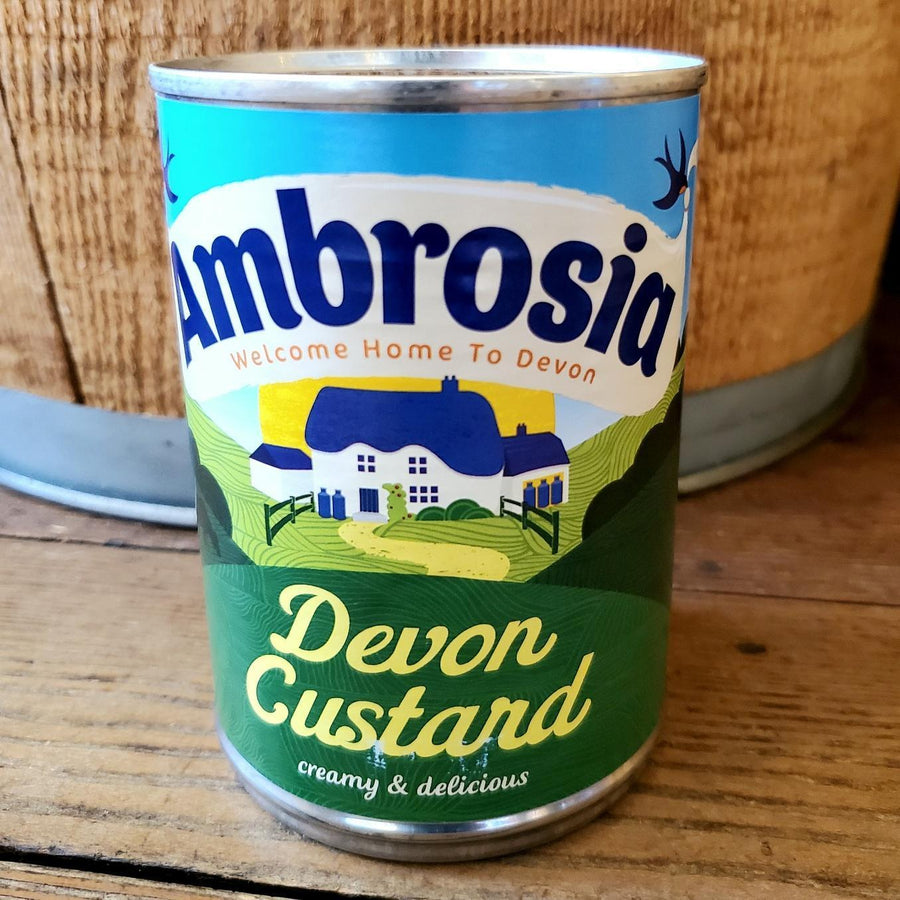 Ambrosia
Welcome Home To Devon
Devon
Custard
creamy & delicious